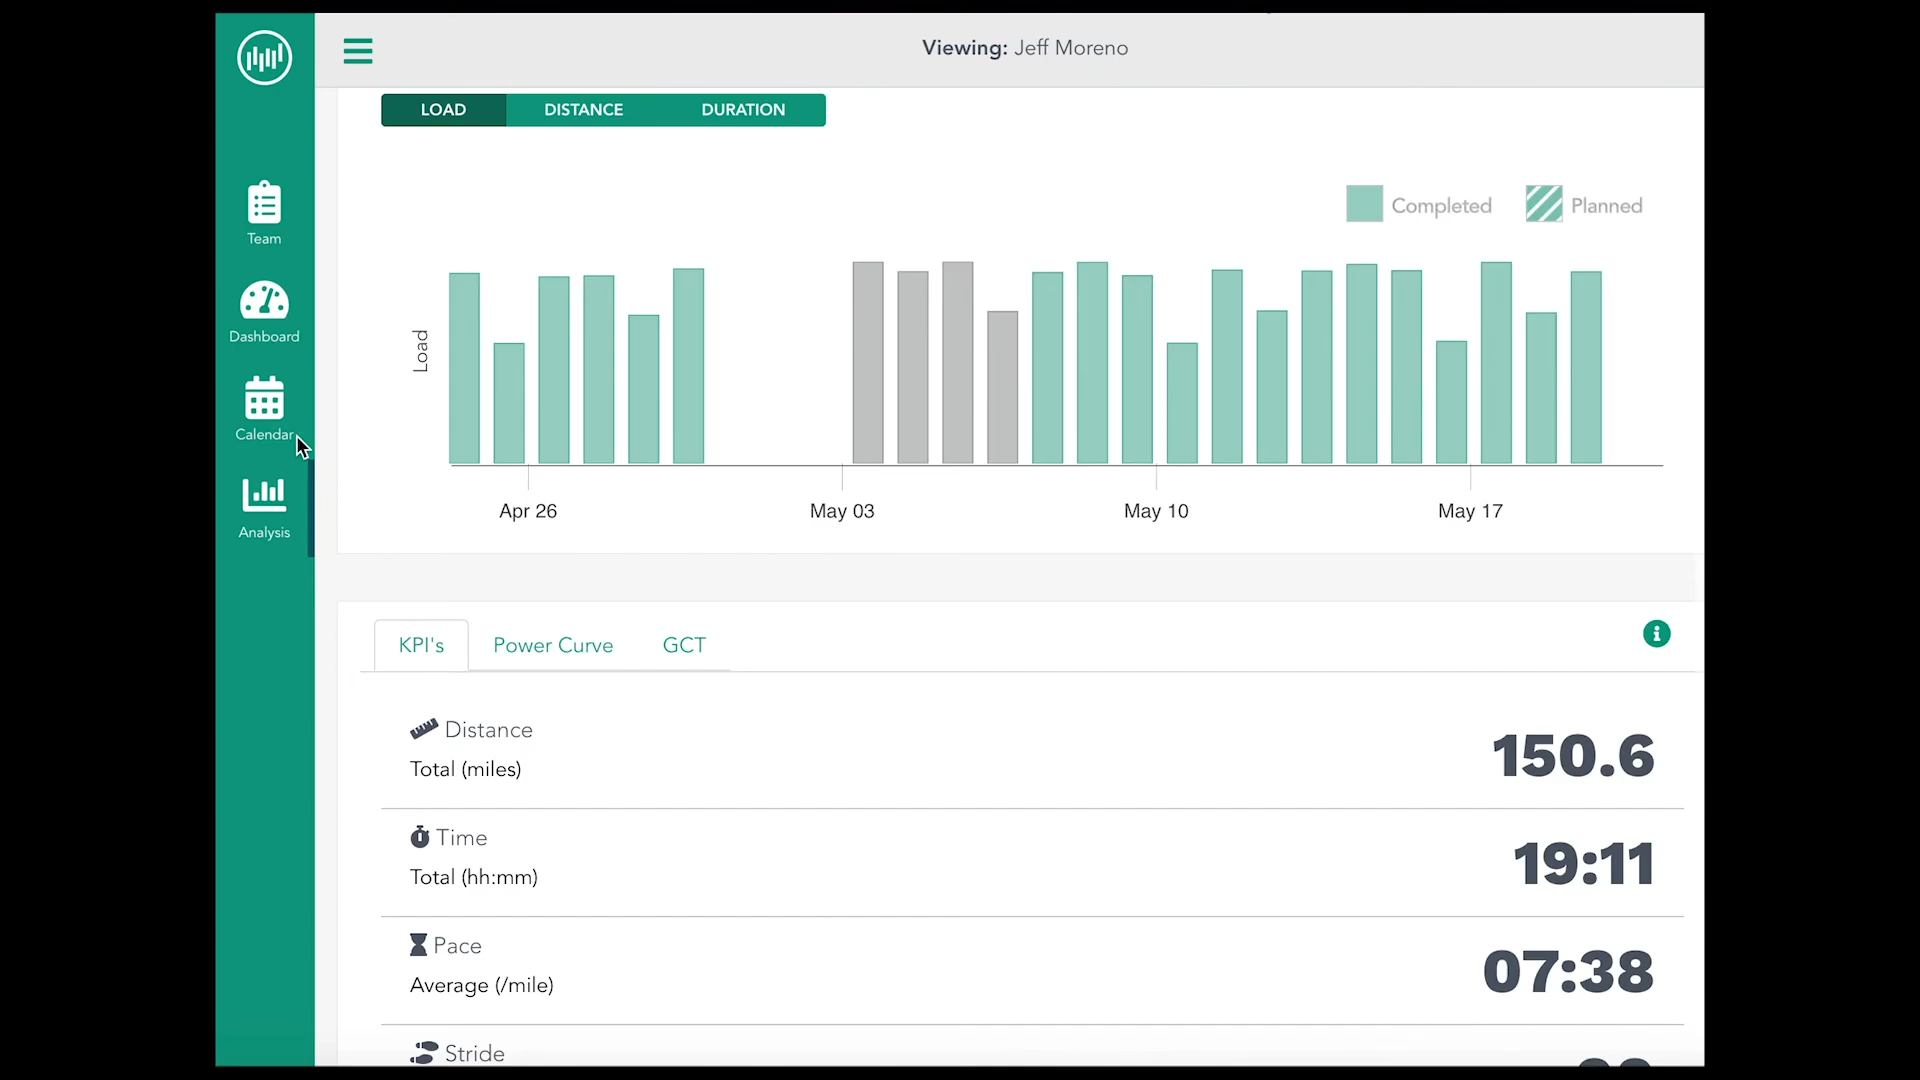 Viewing: Jeff Moreno
LOAD DISTANCE DURATION
Completed Planned
Team
Dashboard
Calendar
Analysis
Load
Apr 26 May 03 May 10 May 17
KPI's Power Curve GCT
Distance
Total (miles)
150.6
Time
Total (hh:mm)
19:11
Pace
Average (/mile)
07:38
Stride